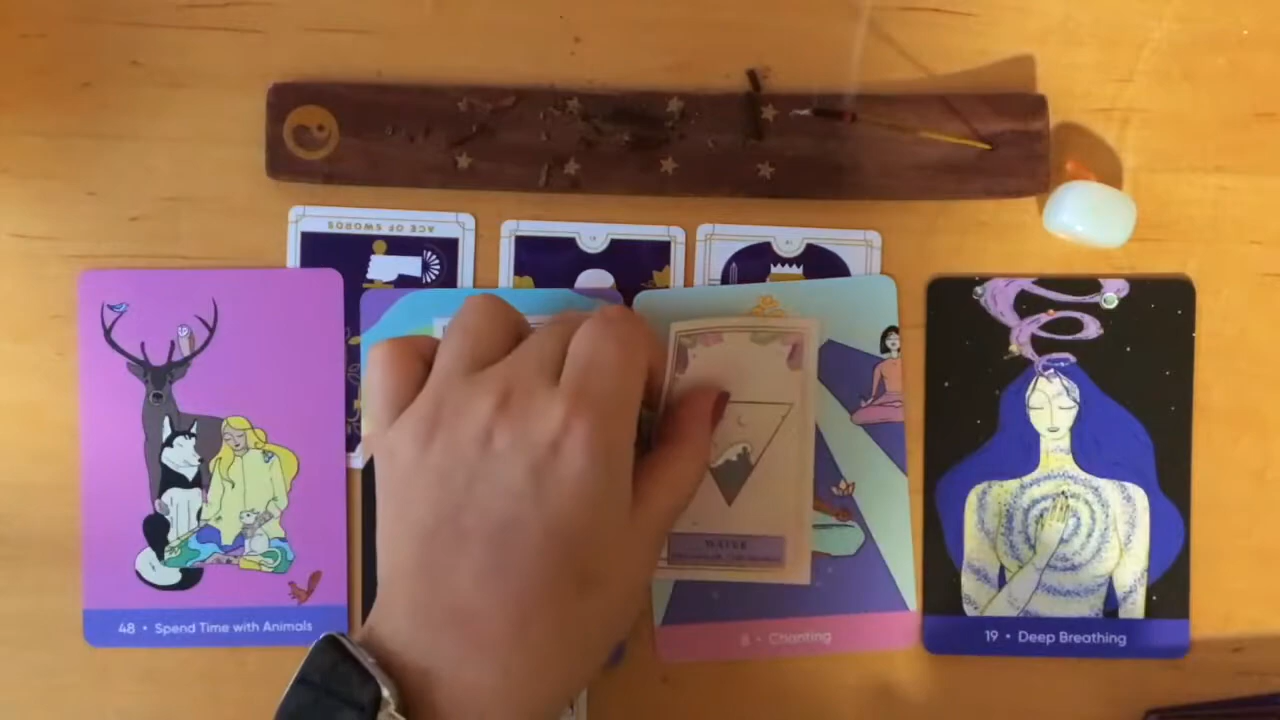 ACE OF SWORDS
WATER
48 • Spend Time with Animals
8 • Chanting
19 • Deep Breathing